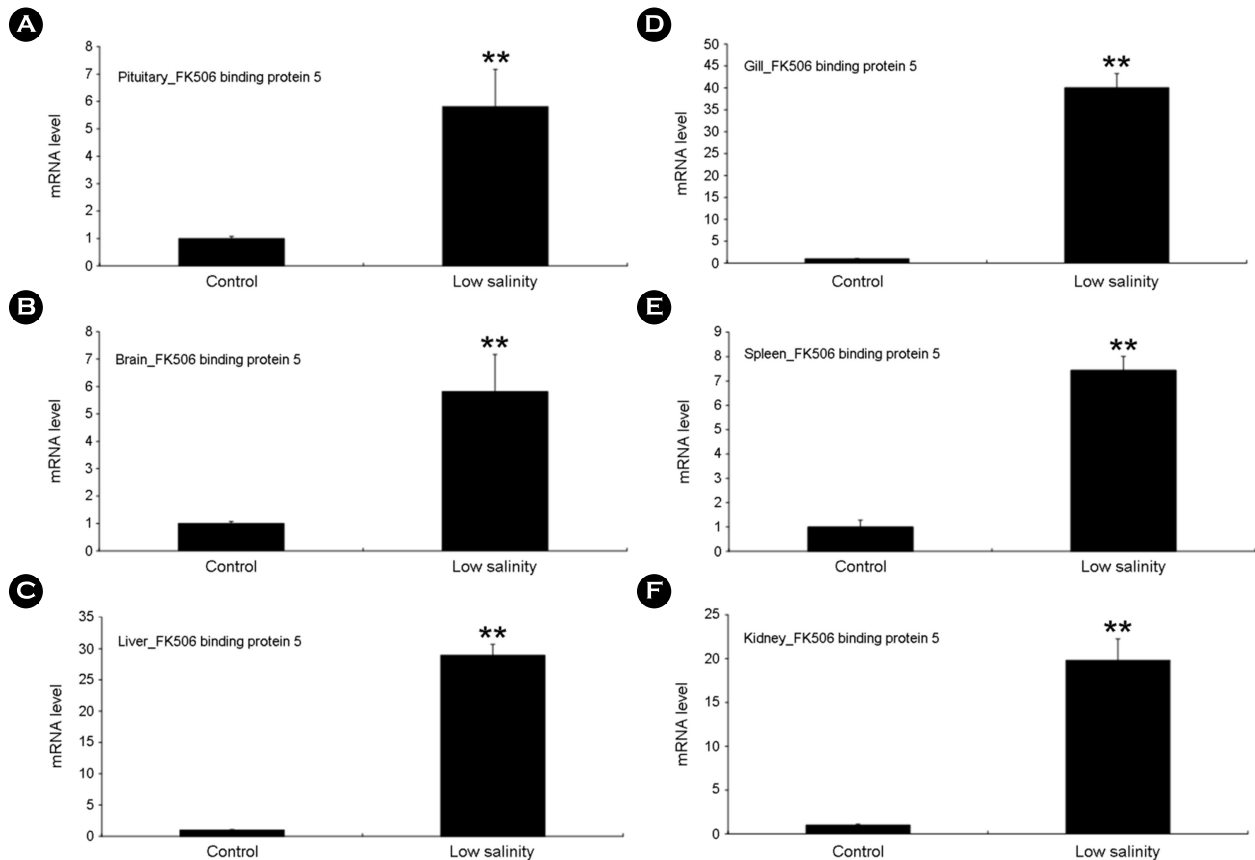 A
8
7
6
5
4
3
2
1
0
mRNA level
Pituitary_FK506 binding protein 5
**
Control
Low salinity
B
8
7
6
5
4
3
2
1
0
mRNA level
Brain_FK506 binding protein 5
**
Control
Low salinity
C
35
30
25
20
15
10
5
0
mRNA level
Liver_FK506 binding protein 5
**
Control
Low salinity
D
50
45
40
35
30
25
20
15
10
5
0
mRNA level
Gill_FK506 binding protein 5
**
Control
Low salinity
E
9
8
7
6
5
4
3
2
1
0
mRNA level
Spleen_FK506 binding protein 5
**
Control
Low salinity
F
25
20
15
10
5
0
mRNA level
Kidney_FK506 binding protein 5
**
Control
Low salinity